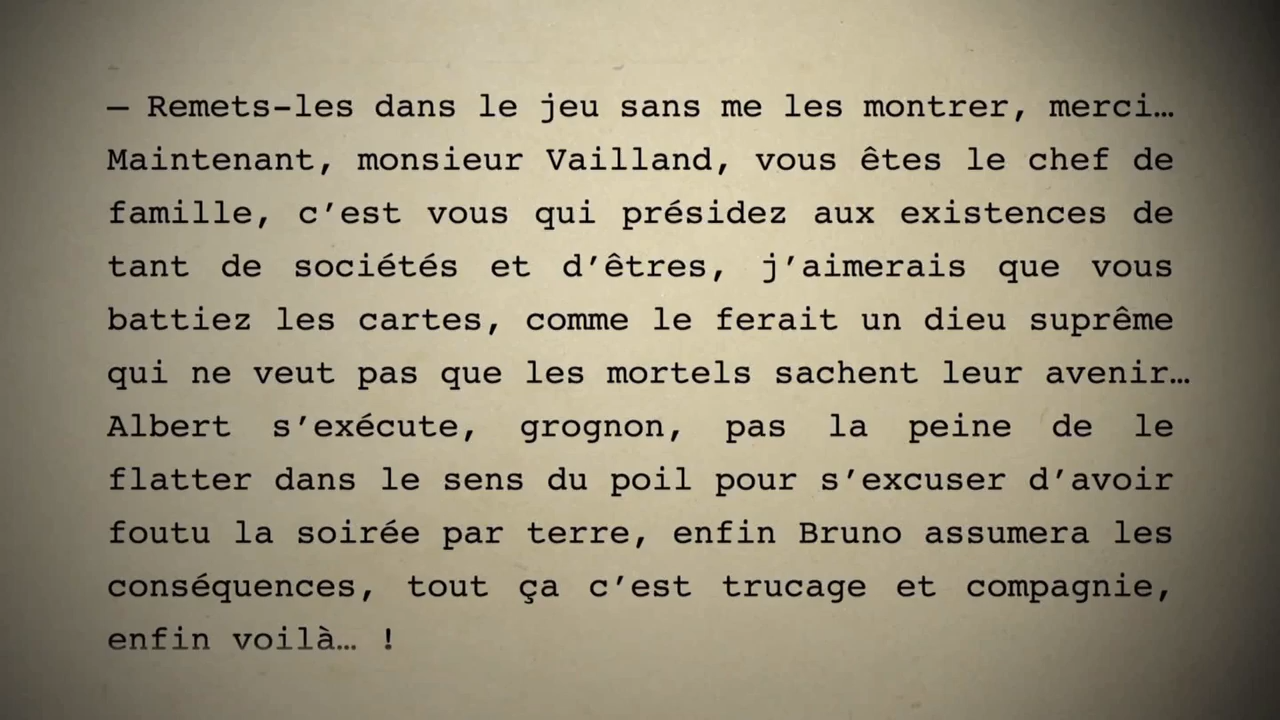 — Remets-les dans le jeu sans me les montrer, merci…
Maintenant, monsieur Vailland, vous êtes le chef de
famille, c’est vous qui présidez aux existences de
tant de sociétés et d’êtres, j’aimerais que vous
battiez les cartes, comme le ferait un dieu suprême
qui ne veut pas que les mortels sachent leur avenir…
Albert s’exécute, grognon, pas la peine de le
flatter dans le sens du poil pour s’excuser d’avoir
foutu la soirée par terre, enfin Bruno assumera les
conséquences, tout ça c’est trucage et compagnie,
enfin voilà… !